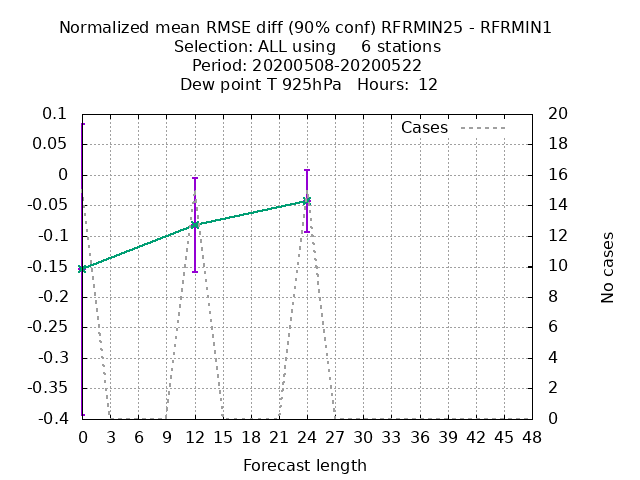 Normalized mean RMSE diff (90% conf) RFRMIN25 - RFRMIN1
Selection: ALL using     6 stations
Period: 20200508-20200522
Dew point T 925hPa   Hours:  12
Cases
0.1
0.05
0
-0.05
-0.1
-0.15
-0.2
-0.25
-0.3
-0.35
-0.4
20
18
16
14
12
10
8
6
4
2
0
No cases
0 3 6 9 12 15 18 21 24 27 30 33 36 39 42 45 48
Forecast length